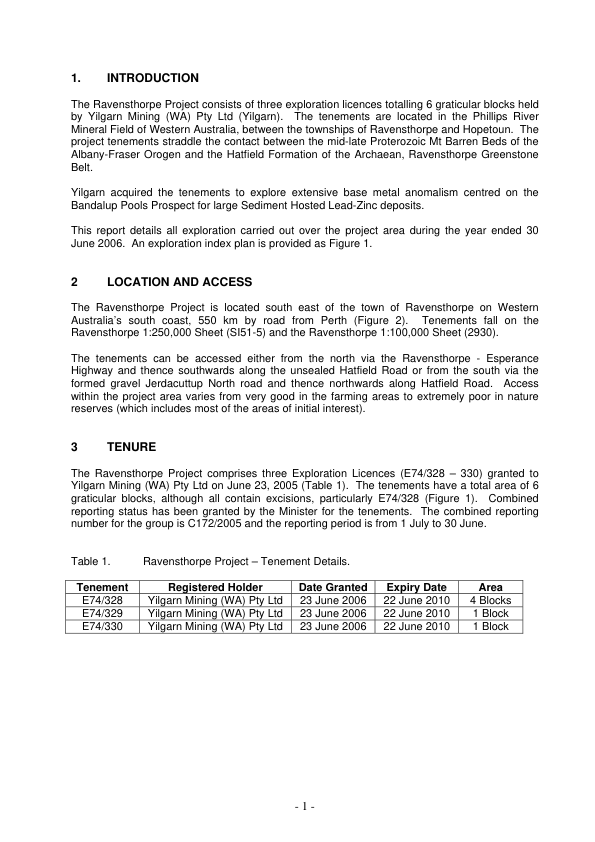 1. INTRODUCTION
The Ravensthorpe Project consists of three exploration licences totalling 6 graticular blocks held
by Yilgarn Mining (WA) Pty Ltd (Yilgarn). The tenements are located in the Phillips River
Mineral Field of Western Australia, between the townships of Ravensthorpe and Hopetoun. The
project tenements straddle the contact between the mid-late Proterozoic Mt Barren Beds of the
Albany-Fraser Orogen and the Hatfield Formation of the Archaean, Ravensthorpe Greenstone
Belt.
Yilgarn acquired the tenements to explore extensive base metal anomalism centred on the
Bandalup Pools Prospect for large Sediment Hosted Lead-Zinc deposits.
This report details all exploration carried out over the project area during the year ended 30
June 2006. An exploration index plan is provided as Figure 1.
2 LOCATION AND ACCESS
The Ravensthorpe Project is located south east of the town of Ravensthorpe on Western
Australia's south coast, 550 km by road from Perth (Figure 2). Tenements fall on the
Ravensthorpe 1:250,000 Sheet (SI51-5) and the Ravensthorpe 1:100,000 Sheet (2930).
The tenements can be accessed either from the north via the Ravensthorpe - Esperance
Highway and thence southwards along the unsealed Hatfield Road or from the south via the
formed gravel Jerdacuttup North road and thence northwards along Hatfield Road. Access
within the project area varies from very good in the farming areas to extremely poor in nature
reserves (which includes most of the areas of initial interest).
3 TENURE
The Ravensthorpe Project comprises three Exploration Licences (E74/328 – 330) granted to
Yilgarn Mining (WA) Pty Ltd on June 23, 2005 (Table 1). The tenements have a total area of 6
graticular blocks, although all contain excisions, particularly E74/328 (Figure 1). Combined
reporting status has been granted by the Minister for the tenements. The combined reporting
number for the group is C172/2005 and the reporting period is from 1 July to 30 June.
Table 1. Ravensthorpe Project – Tenement Details.
Tenement Registered Holder Date Granted Expiry Date Area
E74/328 Yilgarn Mining (WA) Pty Ltd 23 June 2006 22 June 2010 4 Blocks
E74/329 Yilgarn Mining (WA) Pty Ltd 23 June 2006 22 June 2010 1 Block
E74/330 Yilgarn Mining (WA) Pty Ltd 23 June 2006 22 June 2010 1 Block
- 1 -